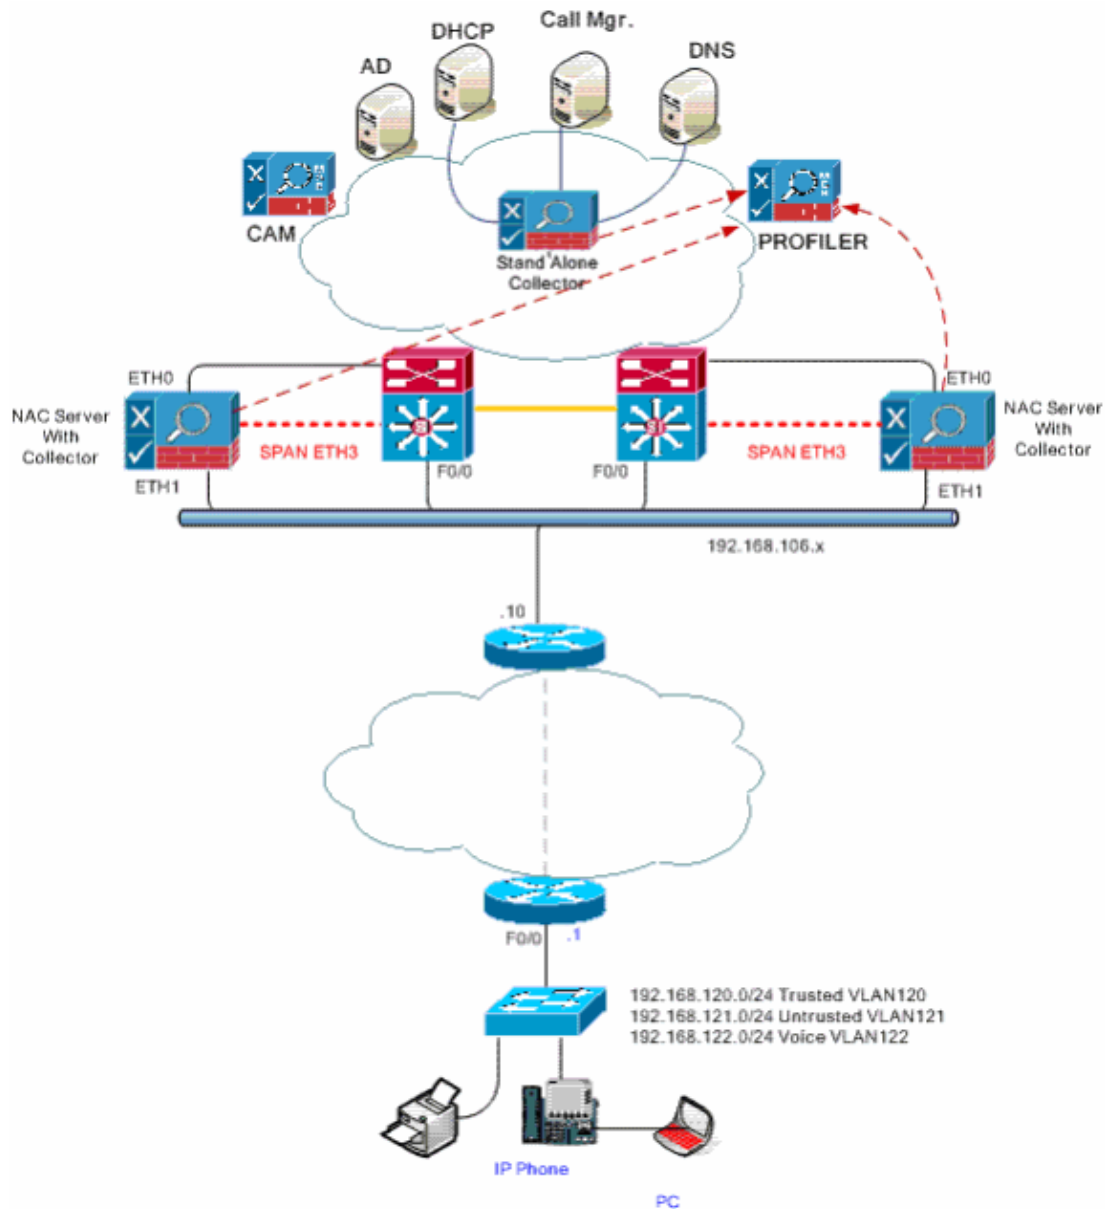 Call Mgr.
DHCP
DNS
AD
CAM
PROFILER
Stand Alone
Collector
ETH0
ETH0
NAC Server
With
Collector
NAC Server
With
Collector
SPAN ETH3
SPAN ETH3
SI
SI
F0/0
F0/0
ETH1
ETH1
192.168.106.x
.10
F0/0
.1
192.168.120.0/24 Trusted VLAN120
192.168.121.0/24 Untrusted VLAN121
192.168.122.0/24 Voice VLAN122
IP Phone
PC